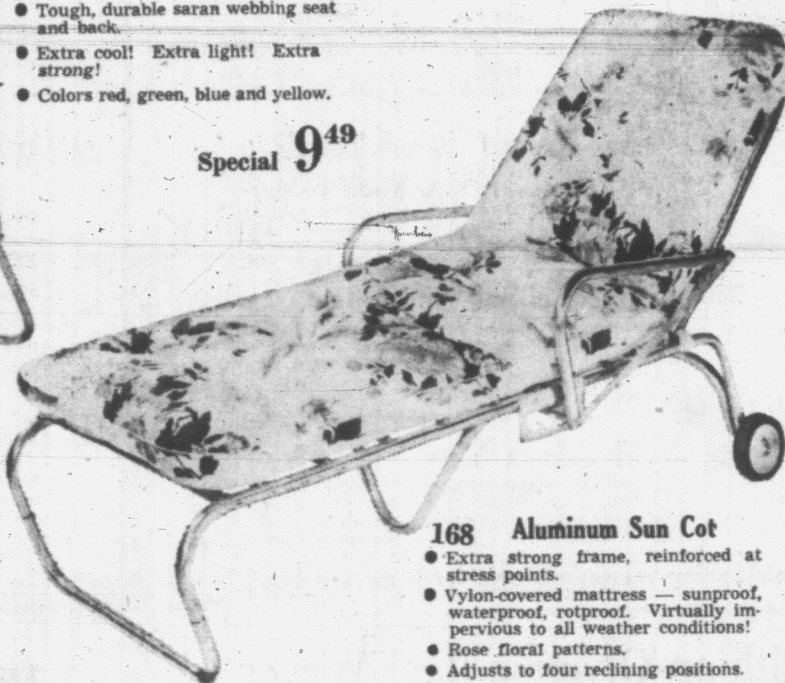 ● Tough, durable saran webbing seat
and back.
● Extra cool! Extra light! Extra
strong!
● Colors red, green, blue and yellow.
Special 9 49
168 Aluminum Sun Cot
● Extra strong frame, reinforced at
stress points.
● Vylon-covered mattress — sunproof,
waterproof, rotproof. Virtually im-
pervious to all weather conditions!
● Rose floral patterns.
● Adjusts to four reclining positions.